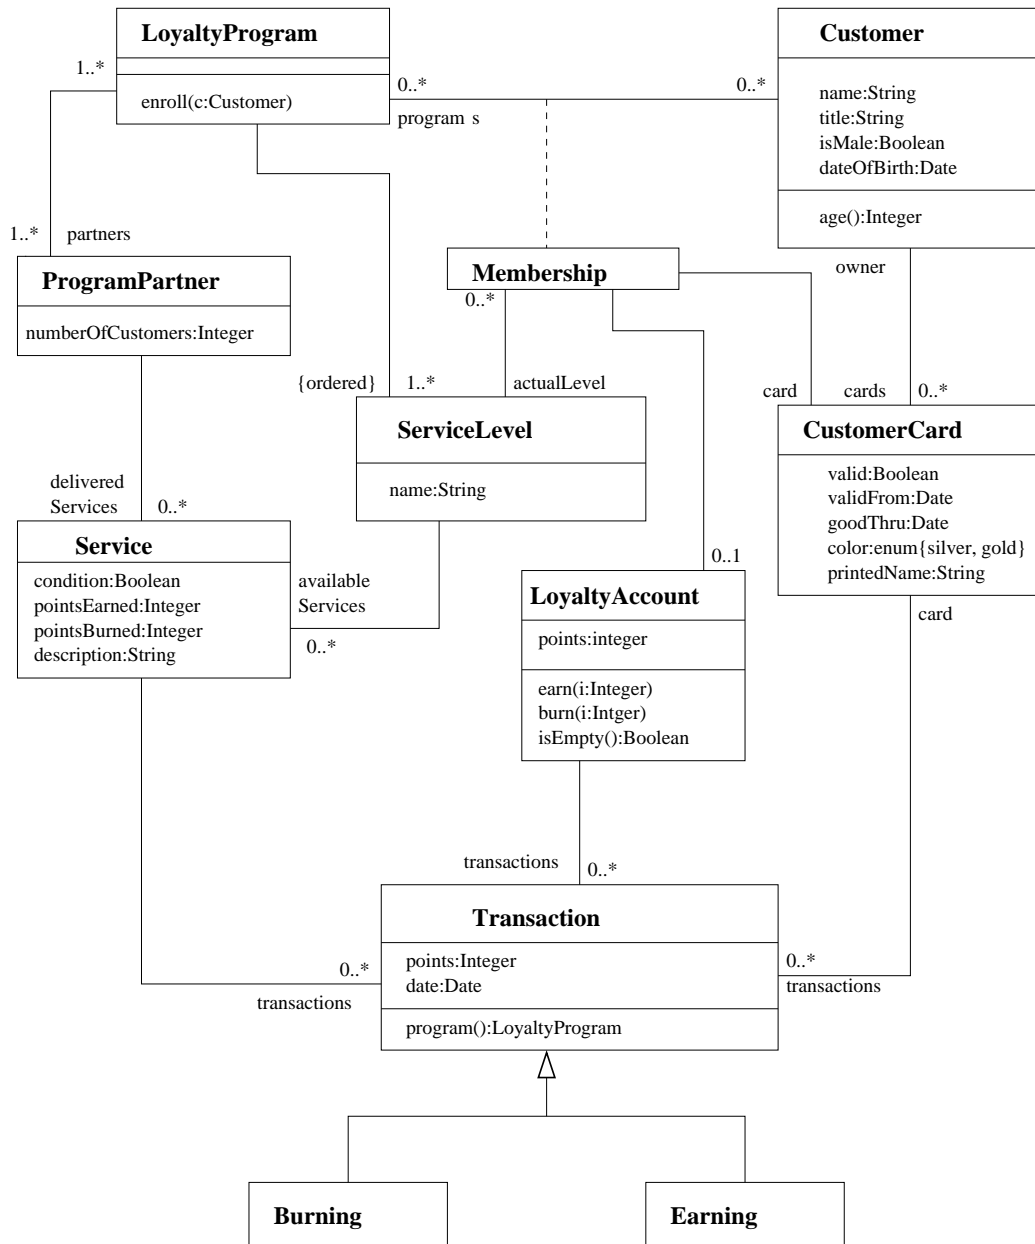 LoyaltyProgram
enroll(c:Customer)
1..*
0..*
program s
0..*
Customer
name:String
title:String
isMale:Boolean
dateOfBirth:Date
age():Integer
1..*
partners
owner
ProgramPartner
numberOfCustomers:Integer
Membership
0..*
{ordered}
1..*
actualLevel
card
cards
0..*
ServiceLevel
name:String
CustomerCard
valid:Boolean
validFrom:Date
goodThru:Date
color:enum{silver, gold}
printedName:String
delivered
Services
0..*
Service
condition:Boolean
pointsEarned:Integer
pointsBurned:Integer
description:String
available
Services
0..*
0..1
LoyaltyAccount
points:integer
earn(i:Integer)
burn(i:Intger)
isEmpty():Boolean
card
transactions
0..*
Transaction
points:Integer
date:Date
program():LoyaltyProgram
0..*
transactions
0..*
transactions
Burning
Earning